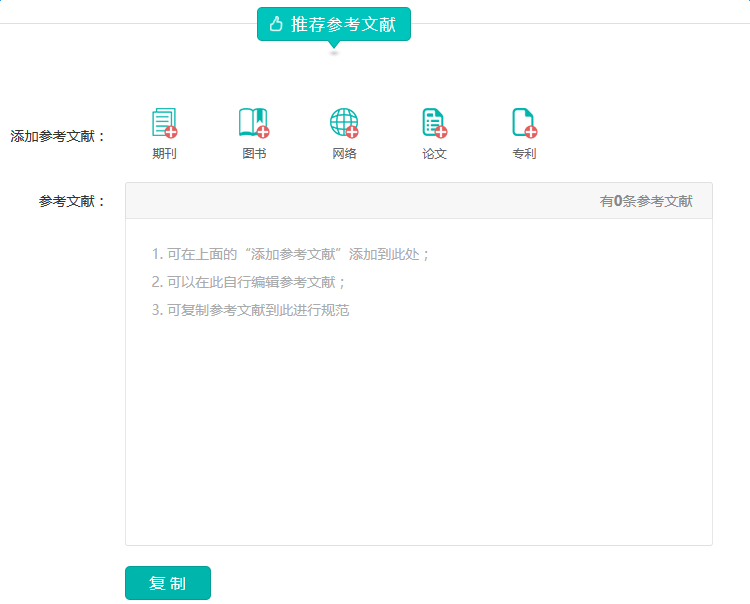 推荐参考文献
添加参考文献：
期刊 图书 网络 论文 专利
参考文献： 有0条参考文献
1. 可在上面的“添加参考文献”添加到此处；
2. 可以在此自行编辑参考文献；
3. 可复制参考文献到此进行规范
复 制